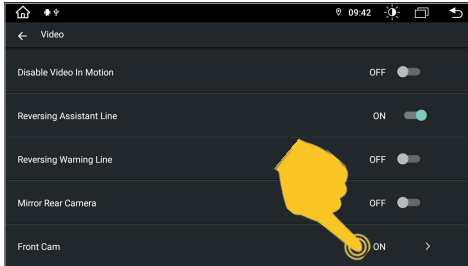 09:42
Video
Disable Video In Motion OFF
Reversing Assistant Line ON
Reversing Warning Line OFF
Mirror Rear Camera OFF
Front Cam ON